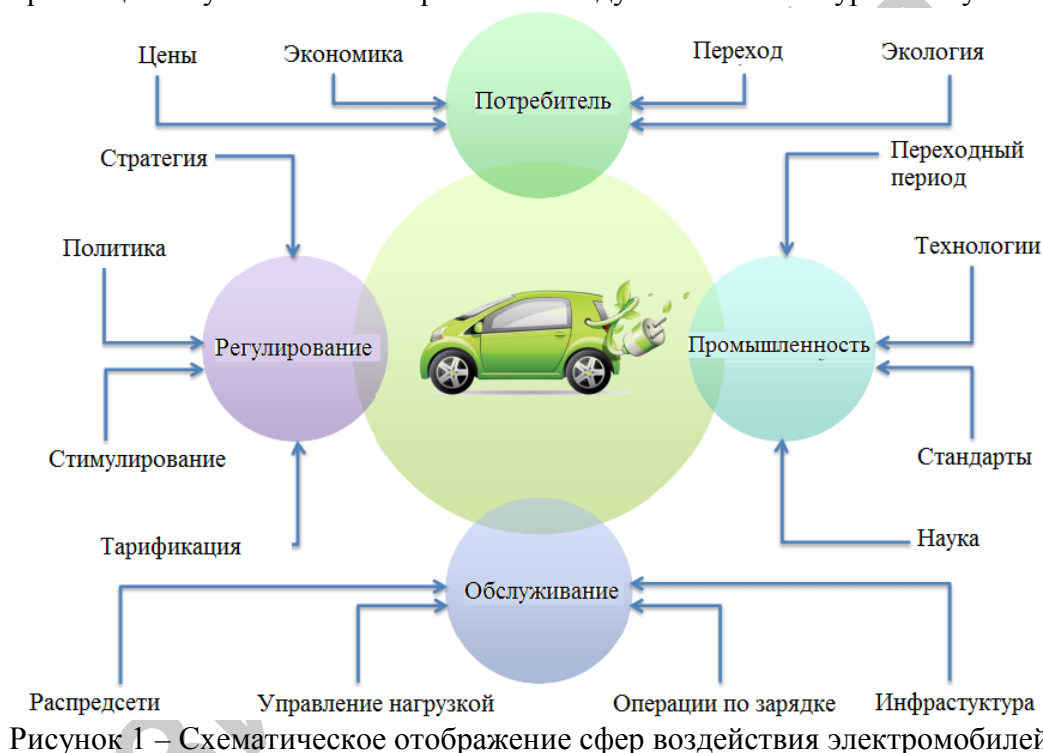 Цены
Экономика
Переход
Экология
Потребитель
Стратегия
Переходный
период
Политика
Технологии
Регулирование
Промышленность
Стимулирование
Стандарты
Тарификация
Наука
Обслуживание
Распредсети
Управление нагрузкой
Операции по зарядке
Инфрастуктура
Рисунок 1 – Схематическое отображение сфер воздействия электромобилей